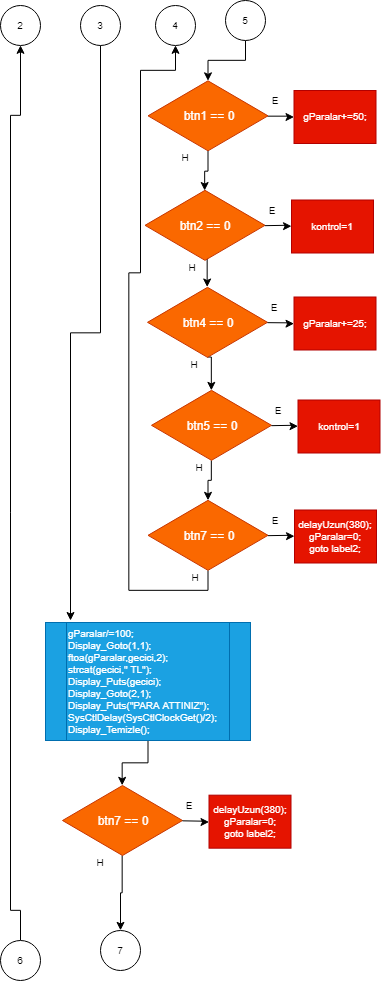 2
3
4
5
btn1 == 0
E
gParalar+=50;
H
btn2 == 0
E
kontrol=1
H
btn4 == 0
E
gParalar+=25;
H
btn5 == 0
E
kontrol=1
H
btn7 == 0
E
delayUzun(380);
gParalar=0;
goto label2;
H
gParalar/=100;
Display_Goto(1,1);
ftoa(gParalar,gecici,2);
strcat(gecici," TL");
Display_Puts(gecici);
Display_Goto(2,1);
Display_Puts("PARA ATTINIZ");
SysCtlDelay(SysCtlClockGet()/2);
Display_Temizle();
btn7 == 0
E
delayUzun(380);
gParalar=0;
goto label2;
H
6
7